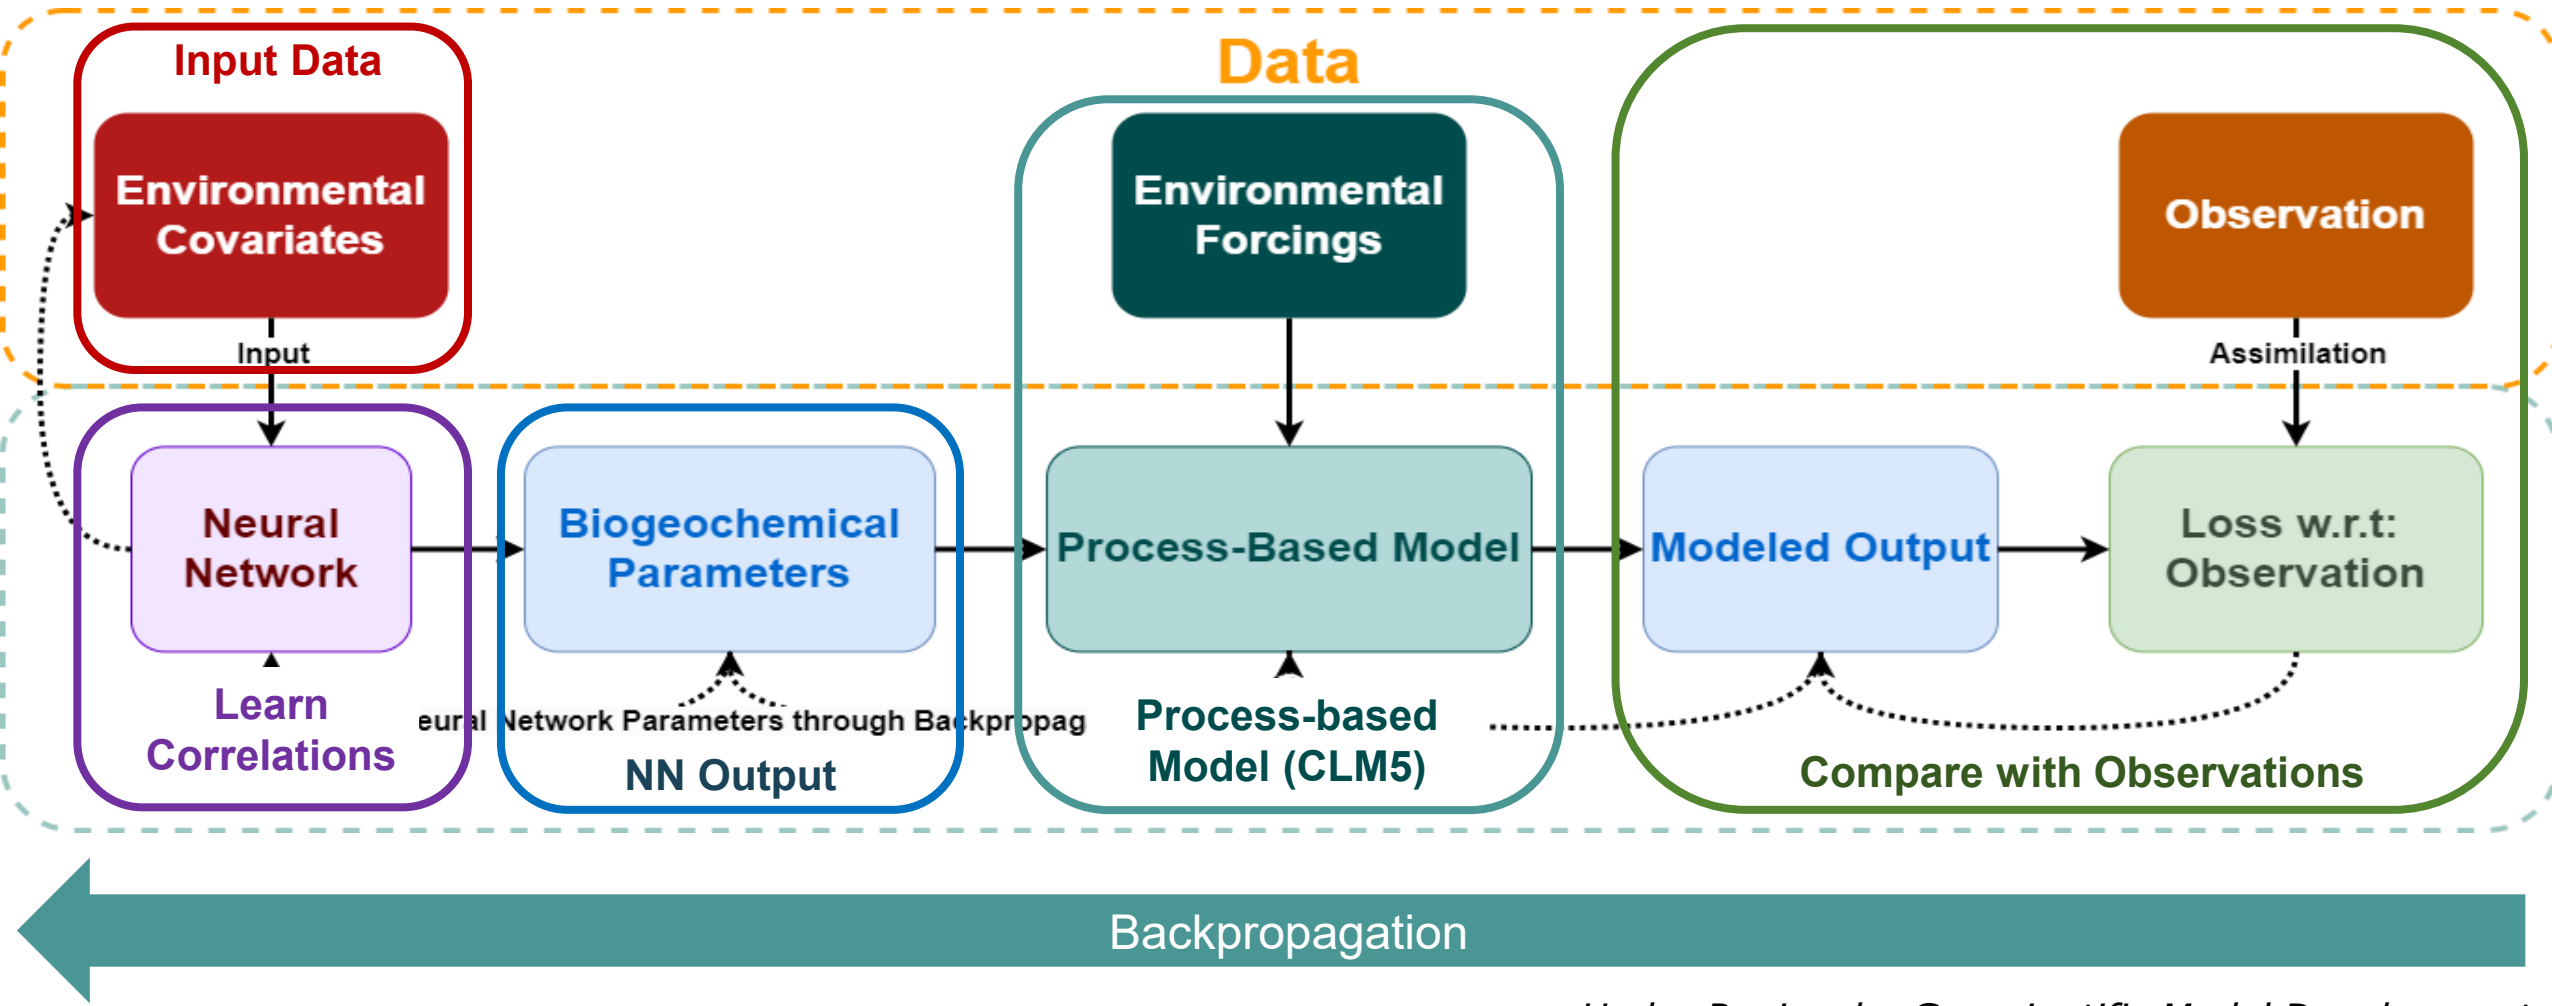 Input Data
Data
Environmental
Covariates
Environmental
Forcings
Observation
Input
Assimilation
Neural
Network
Biogeochemical
Parameters
Process-Based Model
Modeled Output
Loss w.r.t:
Observation
Learn
Correlations
eural Network Parameters through Backpropag
NN Output
Process-based
Model (CLM5)
Compare with Observations
Backpropagation